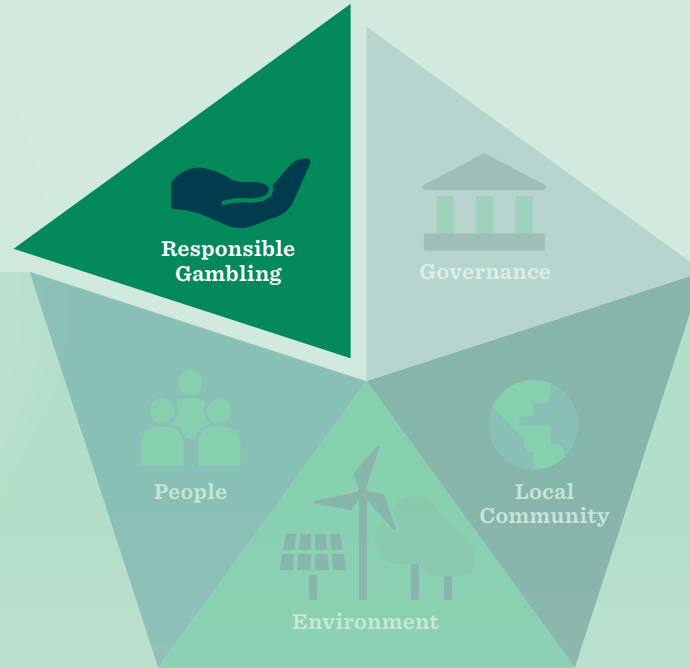 Responsible
Gambling
Governance
People
Local
Community
Environment